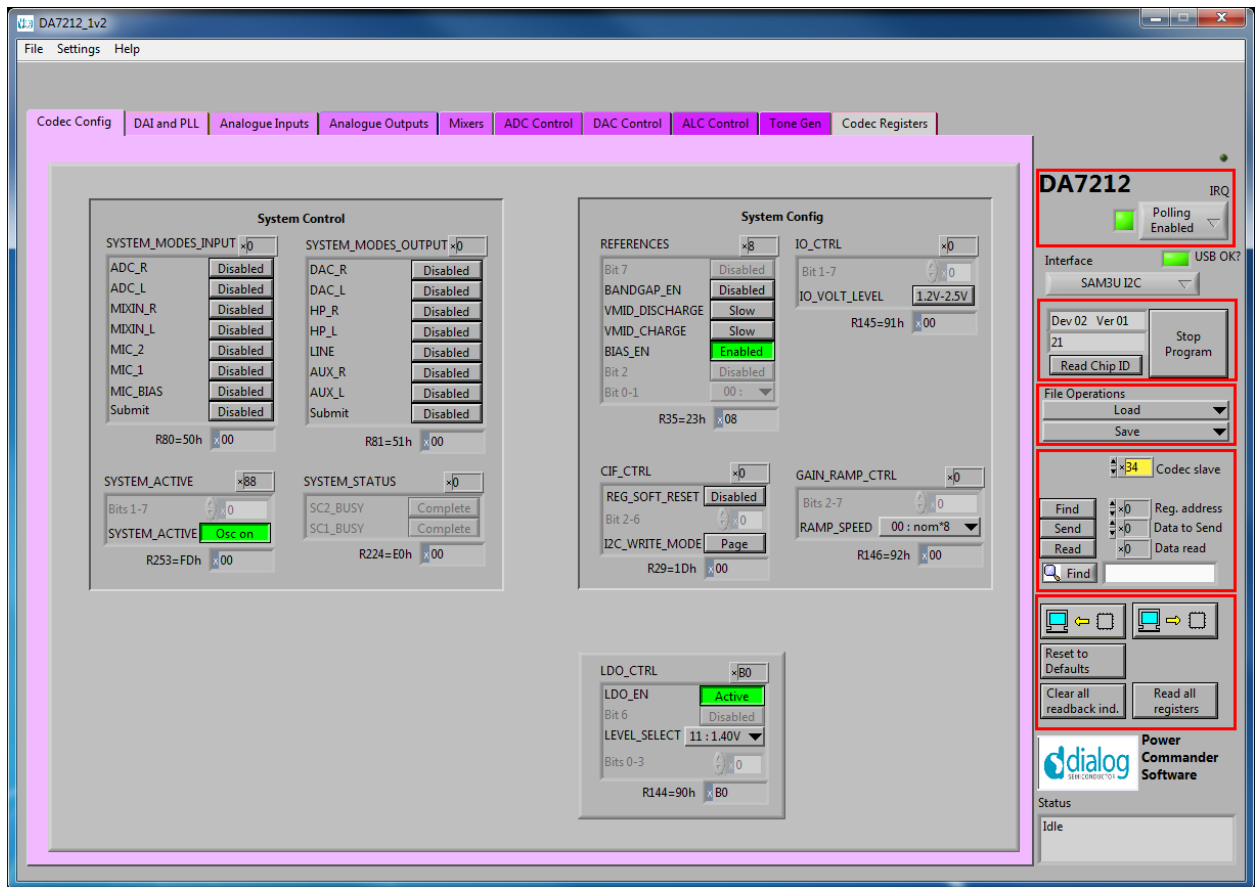 DA7212_1v2
File Settings Help
Codec Config DAI and PLL Analogue Inputs Analogue Outputs Mixers ADC Control DAC Control ALC Control Tone Gen Codec Registers
System Control
SYSTEM_MODES_INPUT x0
ADC_R Disabled
ADC_L Disabled
MIXIN_R Disabled
MIXIN_L Disabled
MIC_2 Disabled
MIC_1 Disabled
MIC_BIAS Disabled
Submit Disabled
R80=50h x00
SYSTEM_MODES_OUTPUT x0
DAC_R Disabled
DAC_L Disabled
HP_R Disabled
HP_L Disabled
LINE Disabled
AUX_R Disabled
AUX_L Disabled
Submit Disabled
R81=51h x00
SYSTEM_ACTIVE x88
Bits 1-7 x0
SYSTEM_ACTIVE Osc on
R253=FDh x00
SYSTEM_STATUS x0
SC2_BUSY Complete
SC1_BUSY Complete
R224=E0h x00
System Config
REFERENCES x8
Bit 7 Disabled
BANDGAP_EN Disabled
VMID_DISCHARGE Slow
VMID_CHARGE Slow
BIAS_EN Enabled
Bit 2 Disabled
Bit 0-1 00 :
R35=23h x08
IO_CTRL x0
Bit 1-7 x0
IO_VOLT_LEVEL 1.2V-2.5V
R145=91h x00
CIF_CTRL x0
REG_SOFT_RESET Disabled
Bit 2-6 x0
I2C_WRITE_MODE Page
R29=1Dh x00
GAIN_RAMP_CTRL x0
Bits 2-7 x0
RAMP_SPEED 00 : nom*8
R146=92h x00
LDO_CTRL xB0
LDO_EN Active
Bit 6 Disabled
LEVEL_SELECT 11 : 1.40V
Bits 0-3 x0
R144=90h xB0
DA7212
IRQ
Polling
Enabled
Interface USB OK?
SAM3U I2C
Dev 02 Ver 01
21
Read Chip ID
Stop
Program
File Operations
Load
Save
x34 Codec slave
Find x0 Reg. address
Send x0 Data to Send
Read x0 Data read
Find
Reset to
Defaults
Clear all
readback ind.
Read all
registers
dialog
SEMICONDUCTOR
Power
Commander
Software
Status
Idle